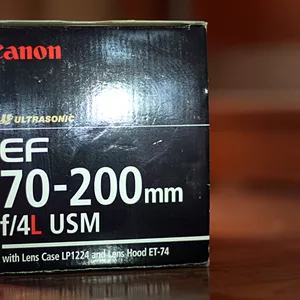 Canon
ULTRASONIC
EF
70-200mm
f/4L USM
with Lens Case LP1224 and Lens Hood ET-74